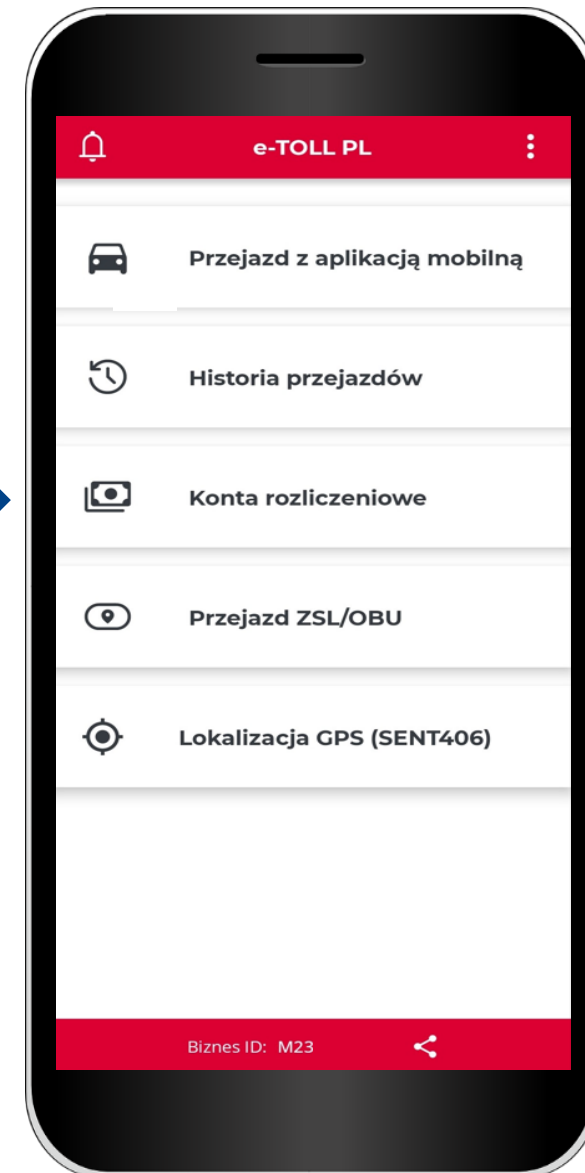 e-TOLL PL
Przejazd z aplikacją mobilną
Historia przejazdów
Konta rozliczeniowe
Przejazd ZSL/OBU
Lokalizacja GPS (SENT406)
Biznes ID: M23